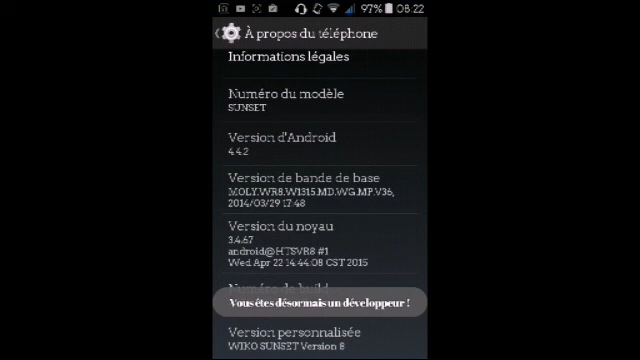 97% 08:22
À propos du téléphone
Informations légales
Numéro du modèle
SUNSET
Version d'Android
4.4.2
Version de bande de base
MOLY.WR8.W1315.MD.WG.MP.V36,
2014/03/29 17:48
Version du noyau
3.4.67
android@HTSVR8 #1
Wed Apr 22 14:44:08 CST 2015
Numéro de build
Vous êtes désormais un développeur !
Version personnalisée
WIKO SUNSET Version 8